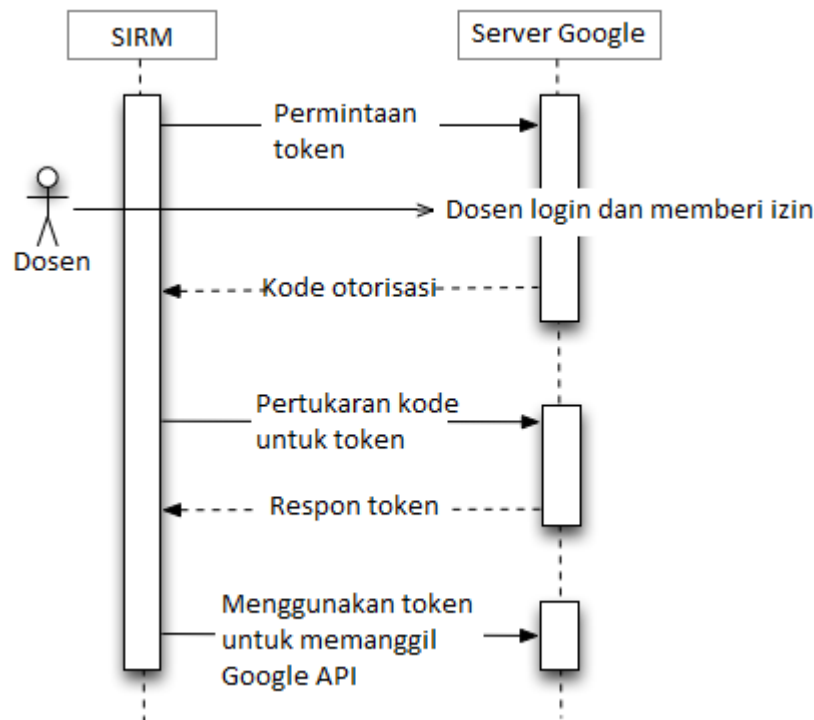 SIRM
Server Google
Permintaan
token
Dosen login dan memberi izin
Dosen
Kode otorisasi
Pertukaran kode
untuk token
Respon token
Menggunakan token
untuk memanggil
Google API